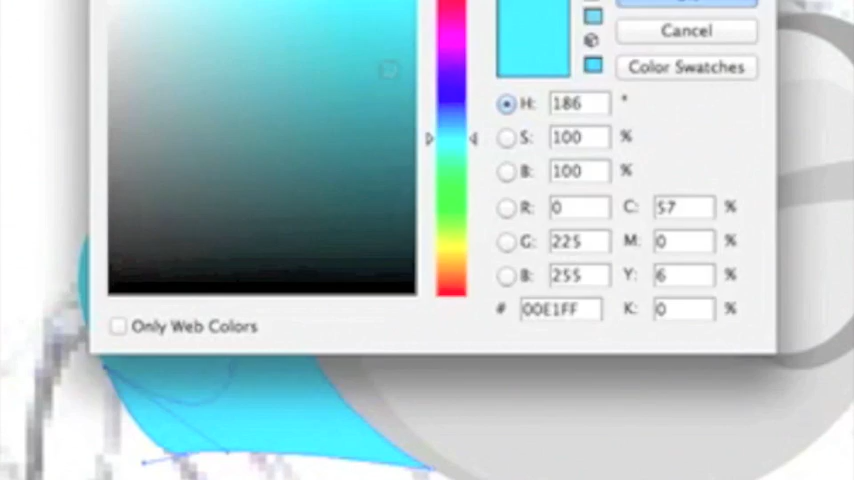 Cancel
Color Swatches
H: 186 °
S: 100 %
B: 100 %
R: 0 C: 57 %
G: 225 M: 0 %
B: 255 Y: 6 %
# 00E1FF K: 0 %
Only Web Colors